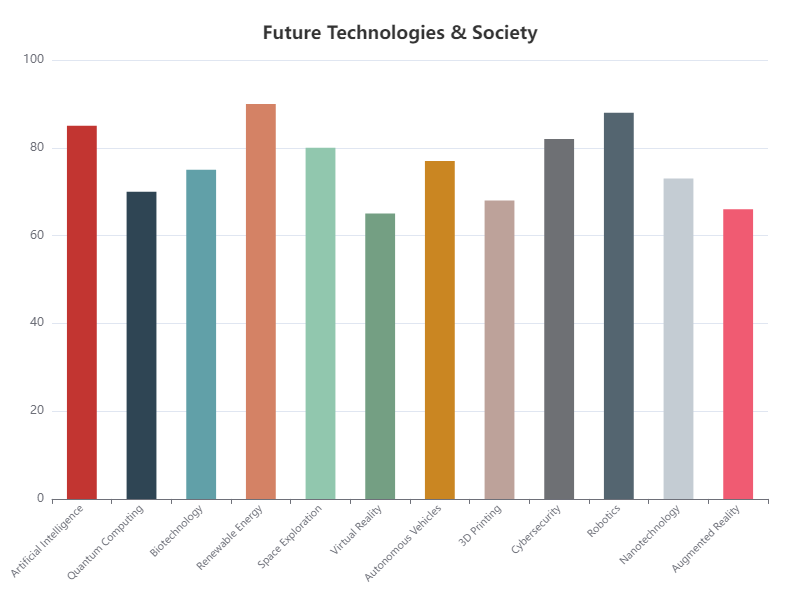 Future Technologies & Society
100
80
60
40
20
0
Artificial Intelligence
Quantum Computing
Biotechnology
Renewable Energy
Space Exploration
Virtual Reality
Autonomous Vehicles
3D Printing
Cybersecurity
Robotics
Nanotechnology
Augmented Reality